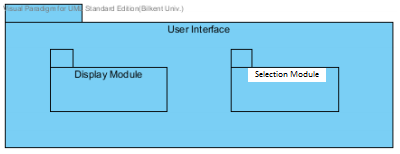 Visual Paradigm for UML Standard Edition(Bilkent Univ.)
User Interface
Display Module
Selection Module